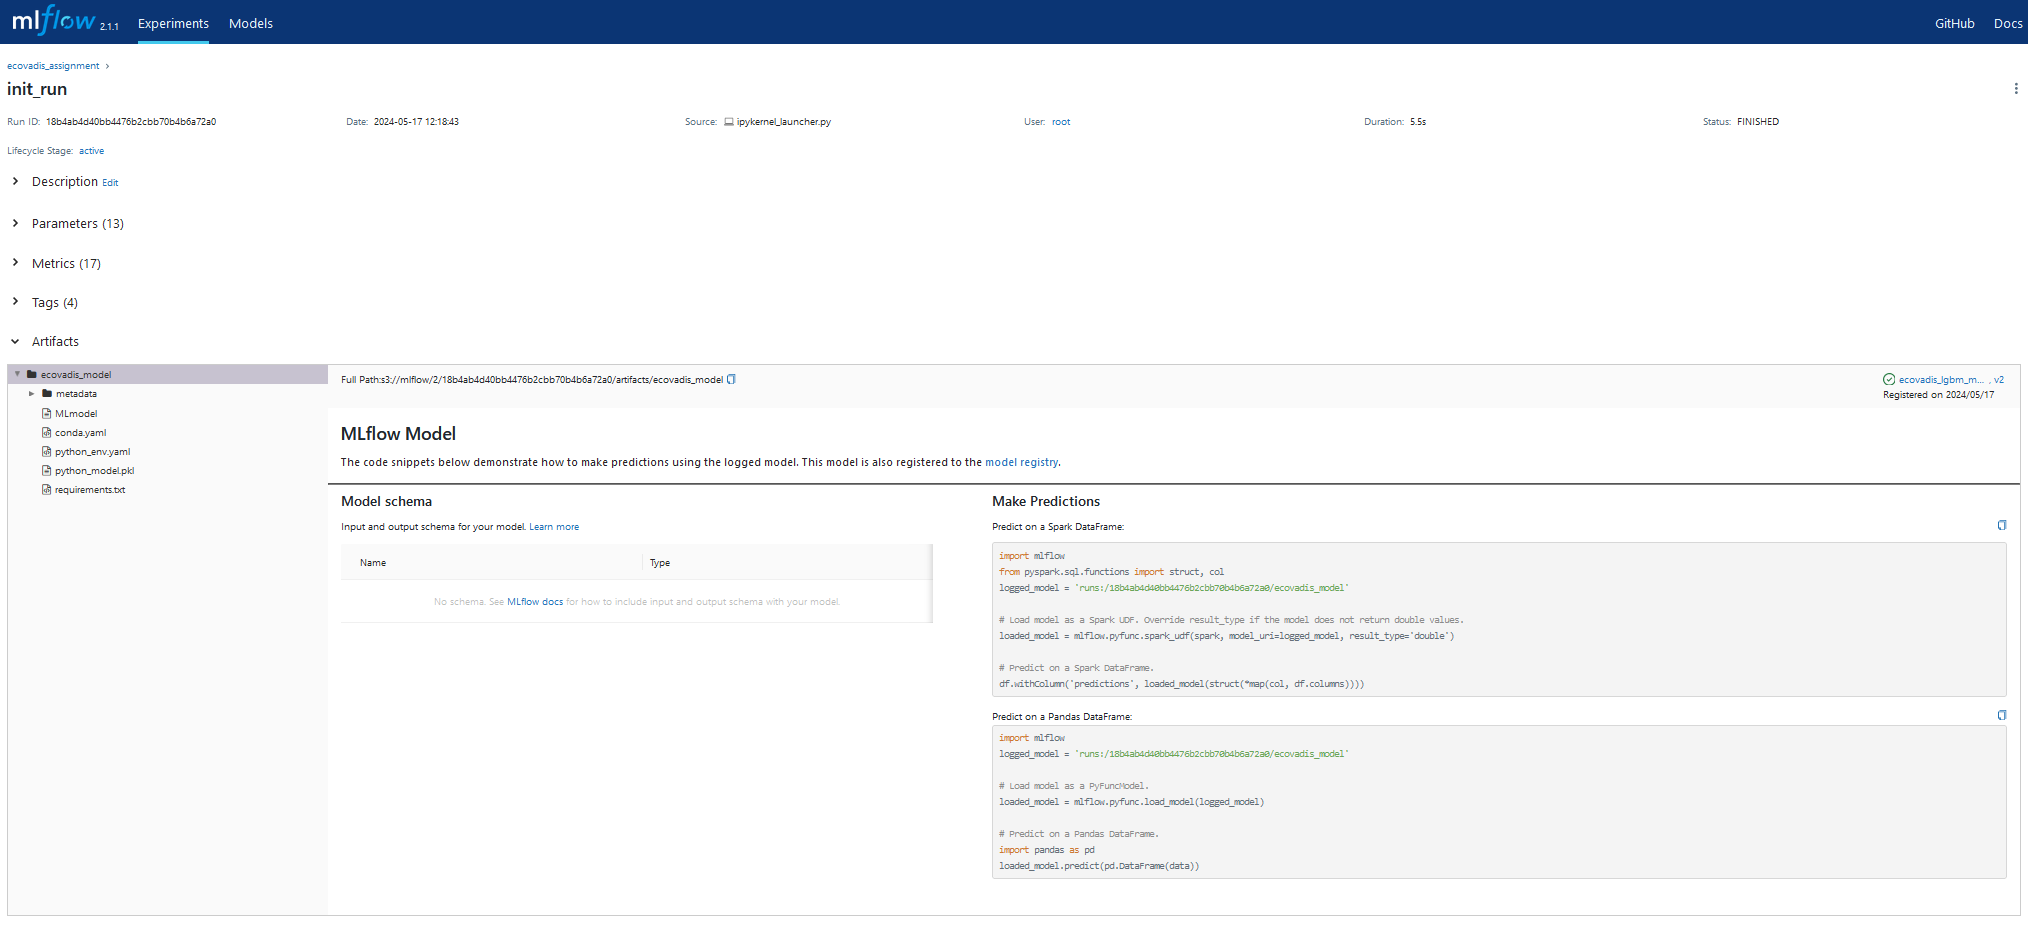 mlflow 2.1.1 Experiments Models GitHub Docs
ecovadis_assignment ›
init_run
Run ID: 18b4ab4d40bb4476b2cbb70b4b6a72a0 Date: 2024-05-17 12:18:43 Source: ipykernel_launcher.py User: root Duration: 5.5s Status: FINISHED
Lifecycle Stage: active
Description Edit
Parameters (13)
Metrics (17)
Tags (4)
Artifacts
ecovadis_model
metadata
MLmodel
conda.yaml
python_env.yaml
python_model.pkl
requirements.txt
Full Path:s3://mlflow/2/18b4ab4d40bb4476b2cbb70b4b6a72a0/artifacts/ecovadis_model
ecovadis_lgbm_m... , v2
Registered on 2024/05/17
MLflow Model
The code snippets below demonstrate how to make predictions using the logged model. This model is also registered to the model registry.
Model schema
Input and output schema for your model. Learn more
Name Type
No schema. See MLflow docs for how to include input and output schema with your model.
Make Predictions
Predict on a Spark DataFrame:
import mlflow
from pyspark.sql.functions import struct, col
logged_model = 'runs:/18b4ab4d40bb4476b2cbb70b4b6a72a0/ecovadis_model'
# Load model as a Spark UDF. Override result_type if the model does not return double values.
loaded_model = mlflow.pyfunc.spark_udf(spark, model_uri=logged_model, result_type='double')
# Predict on a Spark DataFrame.
df.withColumn('predictions', loaded_model(struct(*map(col, df.columns))))
Predict on a Pandas DataFrame:
import mlflow
logged_model = 'runs:/18b4ab4d40bb4476b2cbb70b4b6a72a0/ecovadis_model'
# Load model as a PyFuncModel.
loaded_model = mlflow.pyfunc.load_model(logged_model)
# Predict on a Pandas DataFrame.
import pandas as pd
loaded_model.predict(pd.DataFrame(data))